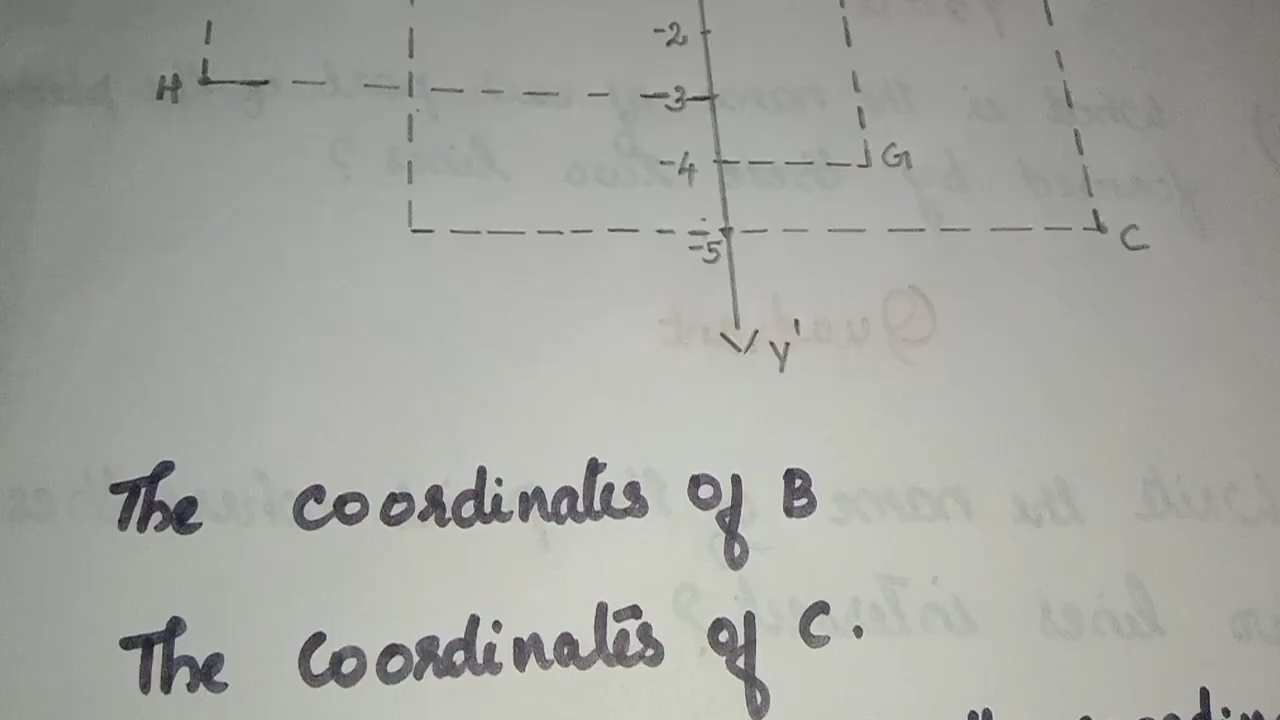 -2
H
-3
-4 G
-5 C
Y'
The coordinates of B
The coordinates of C.